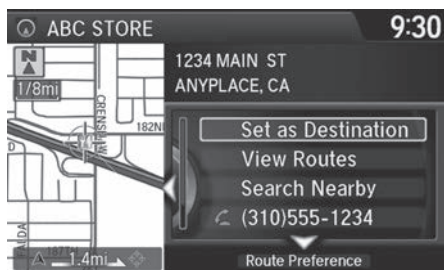 ABC STORE
9:30
N
1/8mi
1234 MAIN ST
ANYPLACE, CA
CRENSHAW
182N
Set as Destination
View Routes
Search Nearby
(310)555-1234
1.4mi
Route Preference